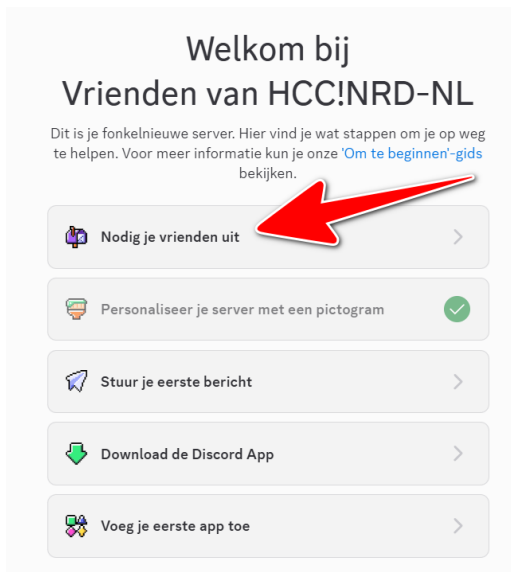 Welkom bij
Vrienden van HCC!NRD-NL
Dit is je fonkelnieuwe server. Hier vind je wat stappen om je op weg
te helpen. Voor meer informatie kun je onze 'Om te beginnen'-gids
bekijken.
Nodig je vrienden uit
Personaliseer je server met een pictogram
Stuur je eerste bericht
Download de Discord App
Voeg je eerste app toe